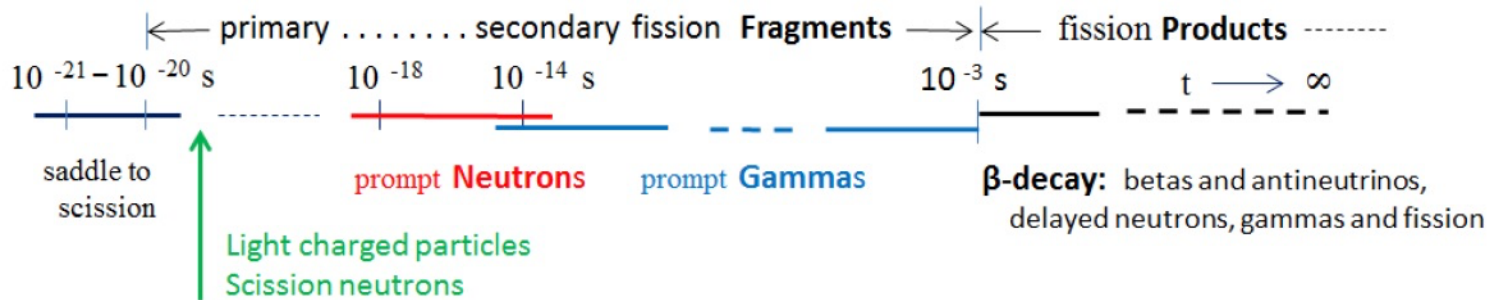 primary . . . . . . . . secondary fission Fragments fission Products
10 -21 – 10 -20 s 10 -18 10 -14 s 10 -3 s t ∞
saddle to scission
prompt Neutrons prompt Gammas β-decay: betas and antineutrinos,
delayed neutrons, gammas and fission
Light charged particles
Scission neutrons